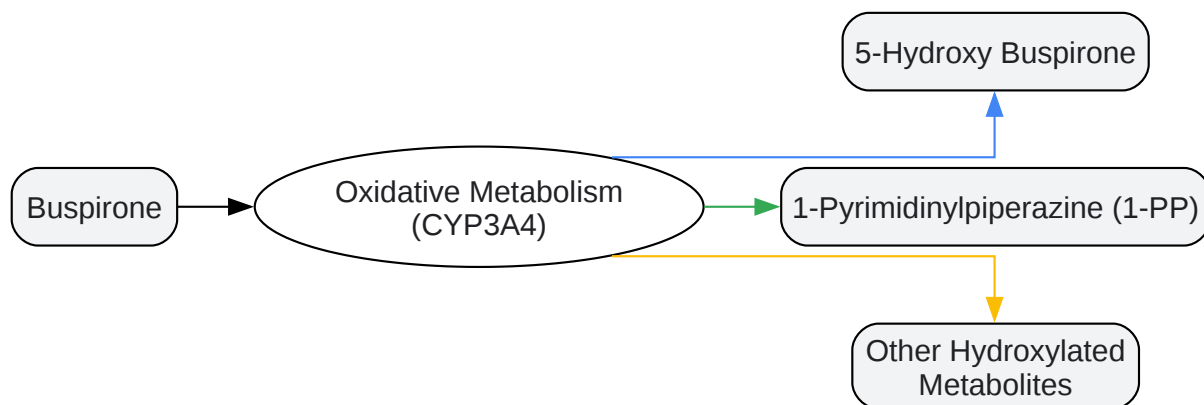 5-Hydroxy Buspirone
Buspirone
Oxidative Metabolism
(CYP3A4)
1-Pyrimidinylpiperazine (1-PP)
Other Hydroxylated
Metabolites